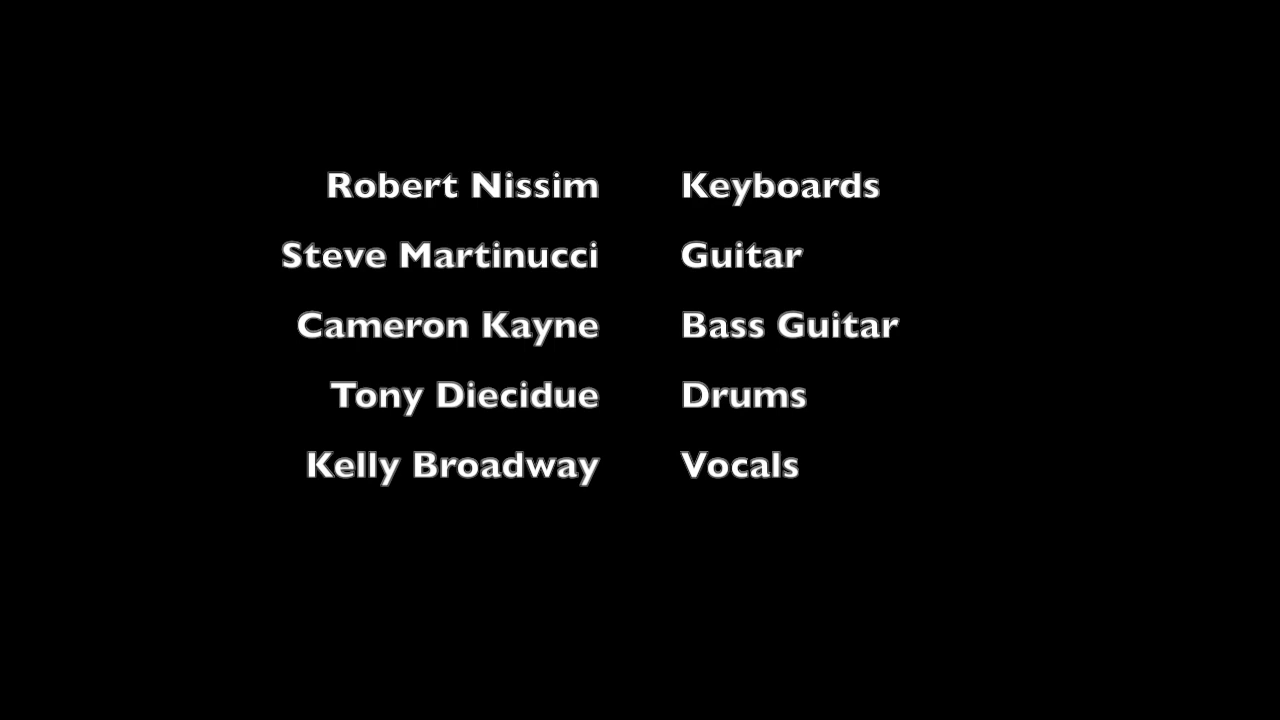 Robert Nissim Keyboards
Steve Martinucci Guitar
Cameron Kayne Bass Guitar
Tony Diecidue Drums
Kelly Broadway Vocals